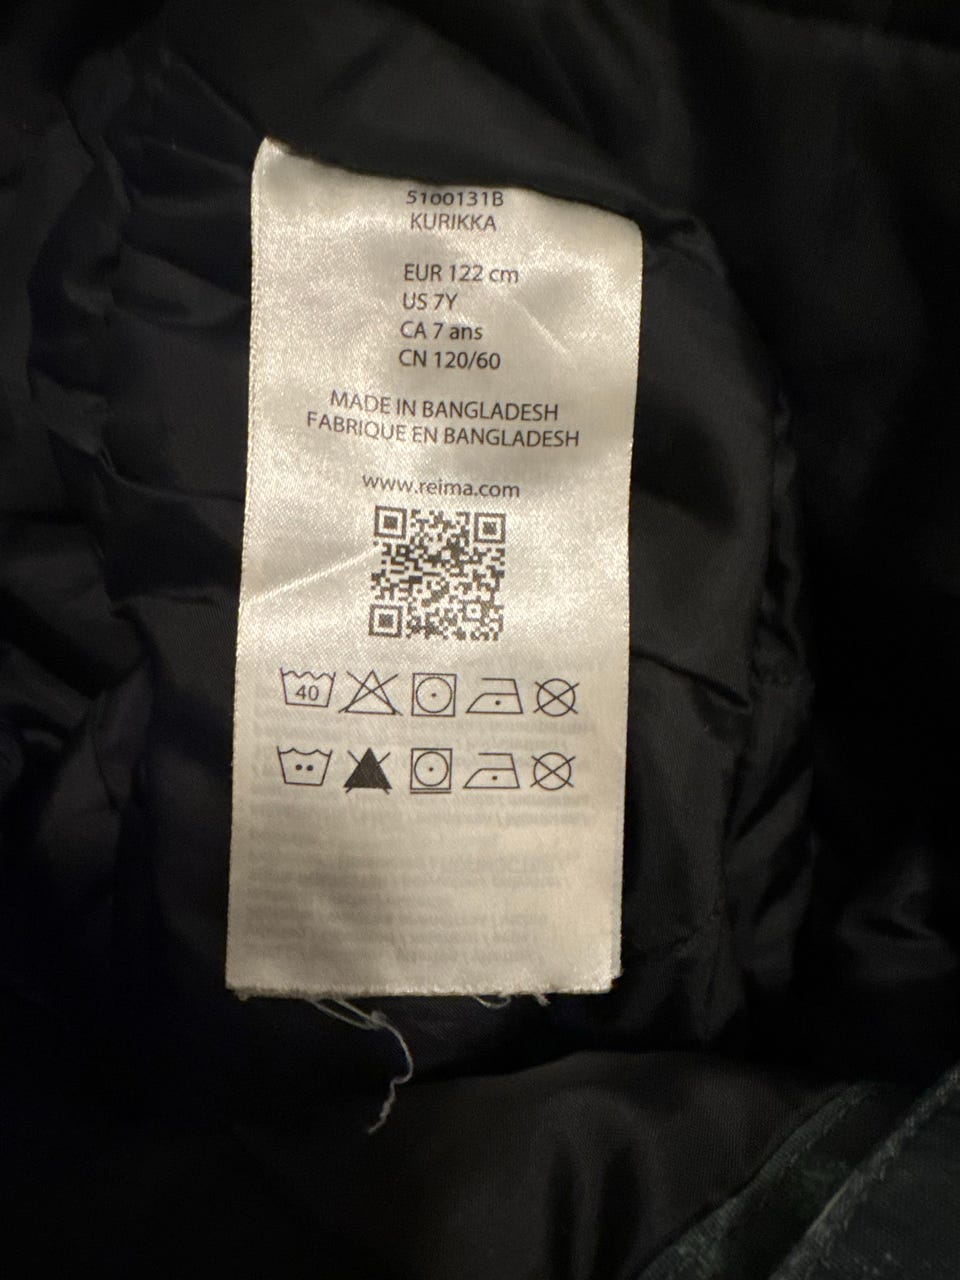 5100131B
KURIKKA
EUR 122 cm
US 7Y
CA 7 ans
CN 120/60
MADE IN BANGLADESH
FABRIQUE EN BANGLADESH
www.reima.com
40